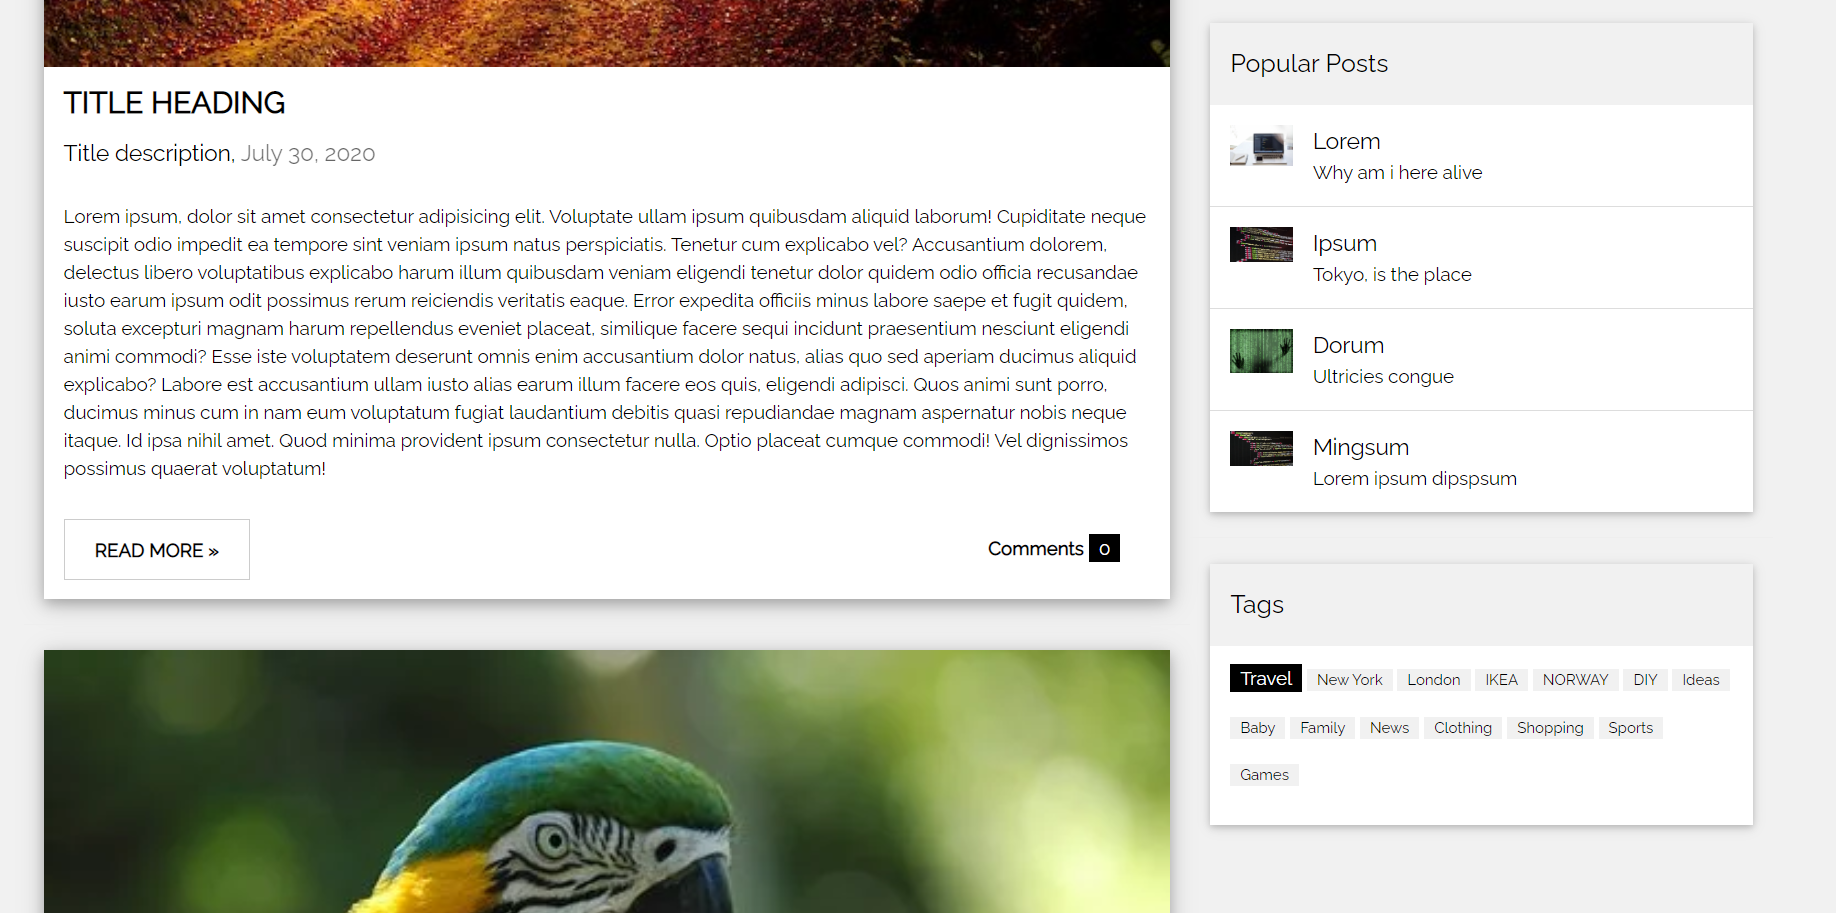 TITLE HEADING
Title description, July 30, 2020
Lorem ipsum, dolor sit amet consectetur adipisicing elit. Voluptate ullam ipsum quibusdam aliquid laborum! Cupiditate neque
suscipit odio impedit ea tempore sint veniam ipsum natus perspiciatis. Tenetur cum explicabo vel? Accusantium dolorem,
delectus libero voluptatibus explicabo harum illum quibusdam veniam eligendi tenetur dolor quidem odio officia recusandae
iusto earum ipsum odit possimus rerum reiciendis veritatis eaque. Error expedita officiis minus labore saepe et fugit quidem,
soluta excepturi magnam harum repellendus eveniet placeat, similique facere sequi incidunt praesentium nesciunt eligendi
animi commodi? Esse iste voluptatem deserunt omnis enim accusantium dolor natus, alias quo sed aperiam ducimus aliquid
explicabo? Labore est accusantium ullam iusto alias earum illum facere eos quis, eligendi adipisci. Quos animi sunt porro,
ducimus minus cum in nam eum voluptatum fugiat laudantium debitis quasi repudiandae magnam aspernatur nobis neque
itaque. Id ipsa nihil amet. Quod minima provident ipsum consectetur nulla. Optio placeat cumque commodi! Vel dignissimos
possimus quaerat voluptatum!
READ MORE »
Comments 0
Popular Posts
Lorem
Why am i here alive
Ipsum
Tokyo, is the place
Dorum
Ultricies congue
Mingsum
Lorem ipsum dipspsum
Tags
Travel New York London IKEA NORWAY DIY Ideas
Baby Family News Clothing Shopping Sports
Games